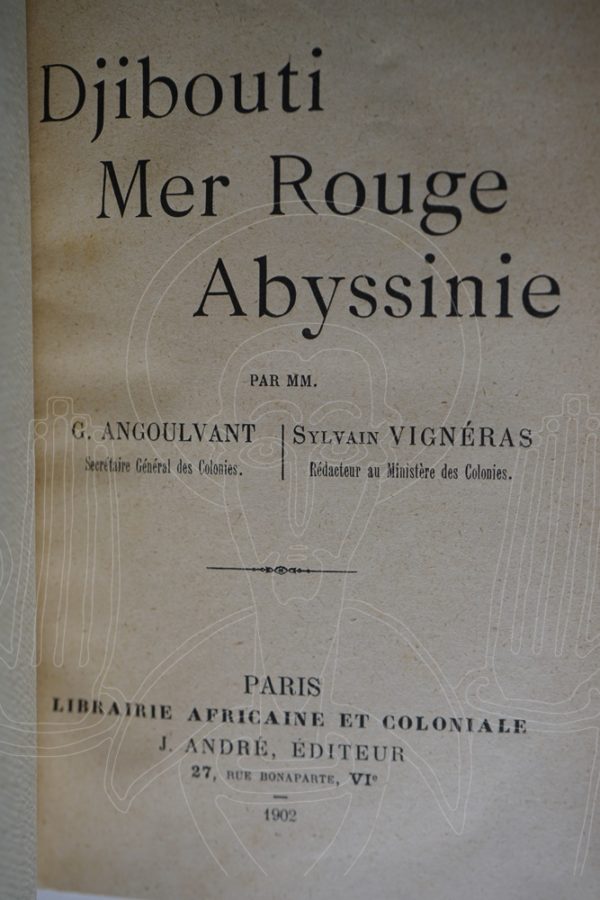 Djibouti
Mer Rouge
Abyssinie
PAR MM.
G. ANGOULVANT
Secrétaire Général des Colonies.
SYLVAIN VIGNÉRAS
Rédacteur au Ministère des Colonies.
PARIS
LIBRAIRIE AFRICAINE ET COLONIALE
J. ANDRÉ, ÉDITEUR
27, RUE BONAPARTE, VIe
1902